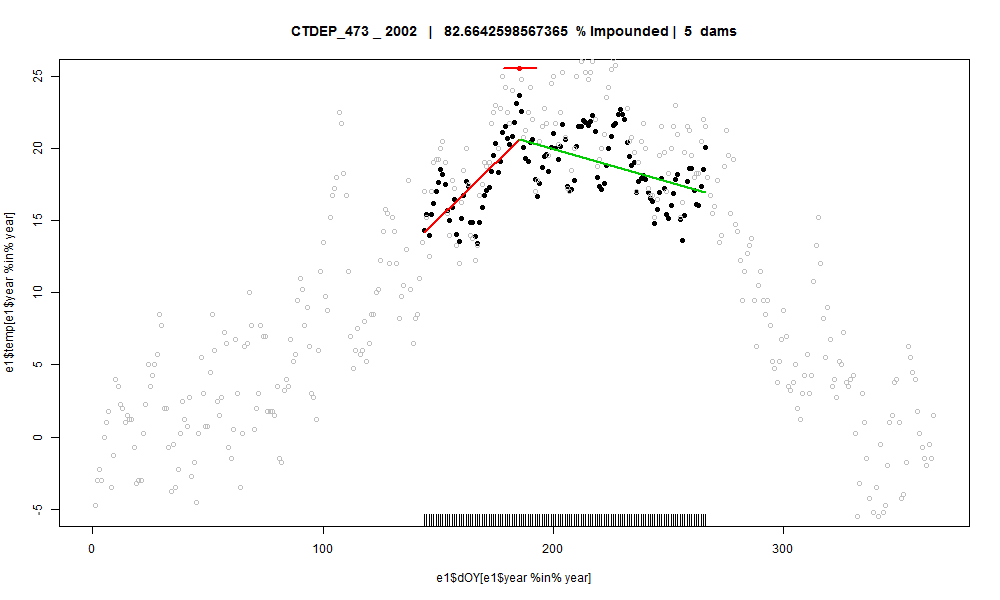 CTDEP_473 _ 2002 | 82.6642598567365 % Impounded | 5 dams
e1$temp[e1$year %in% year]
25
20
15
10
5
0
-5
0 100 200 300
e1$dOY[e1$year %in% year]